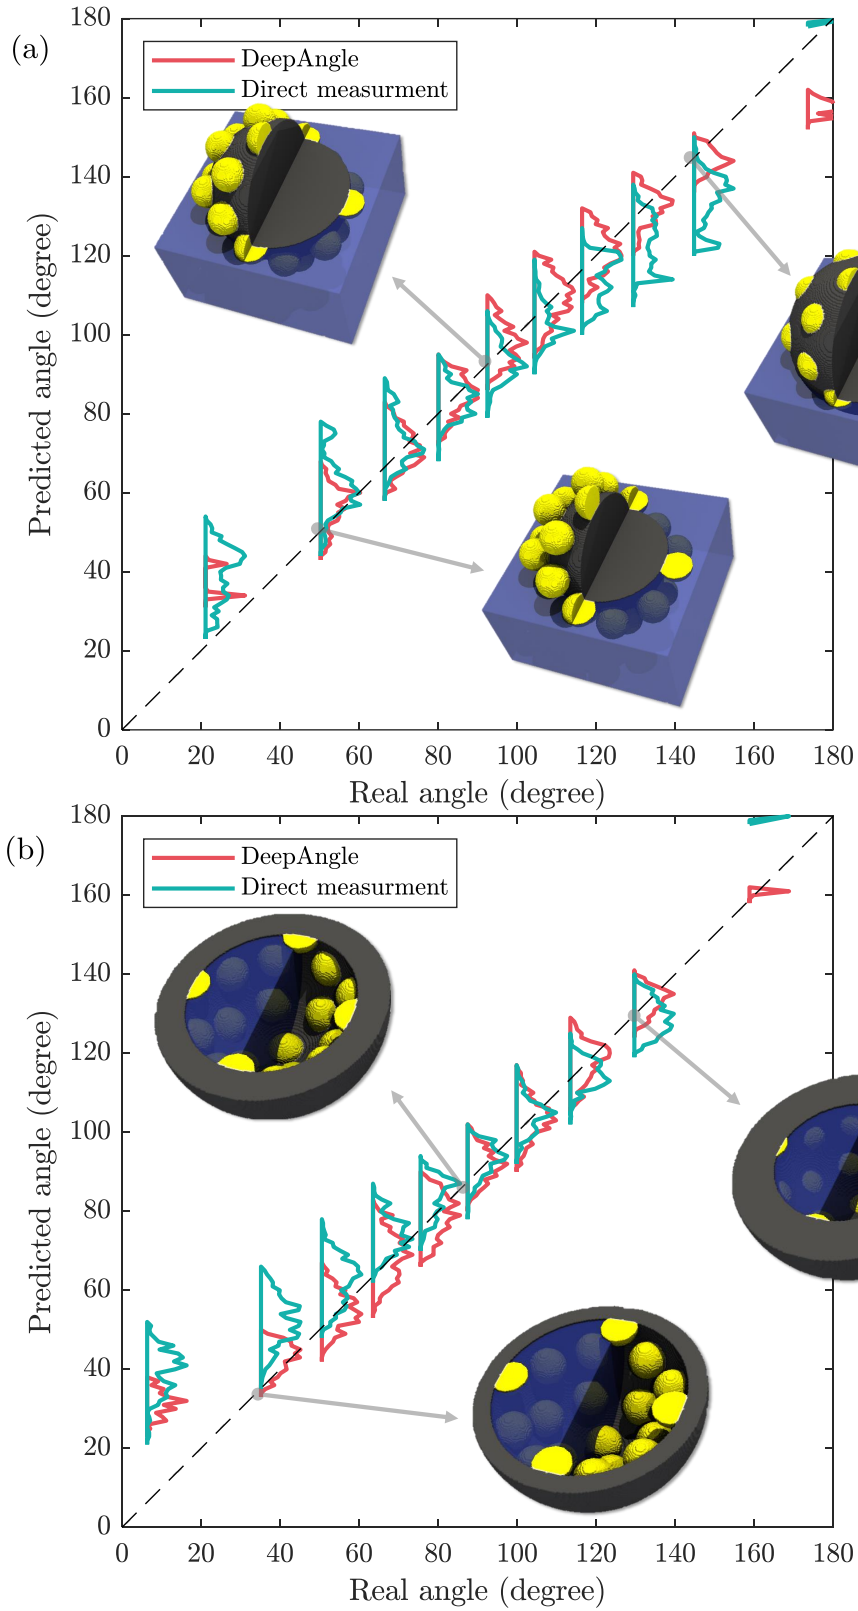 (a)
DeepAngle
Direct measurment
180
160
140
120
100
80
60
40
20
0
Predicted angle (degree)
0 20 40 60 80 100 120 140 160 180
Real angle (degree)
(b)
DeepAngle
Direct measurment
180
160
140
120
100
80
60
40
20
0
Predicted angle (degree)
0 20 40 60 80 100 120 140 160 180
Real angle (degree)